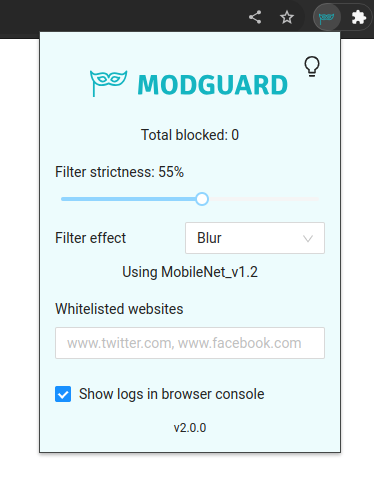 MODGUARD
Total blocked: 0
Filter strictness: 55%
Filter effect
Blur
Using MobileNet_v1.2
Whitelisted websites
www.twitter.com, www.facebook.com
Show logs in browser console
v2.0.0